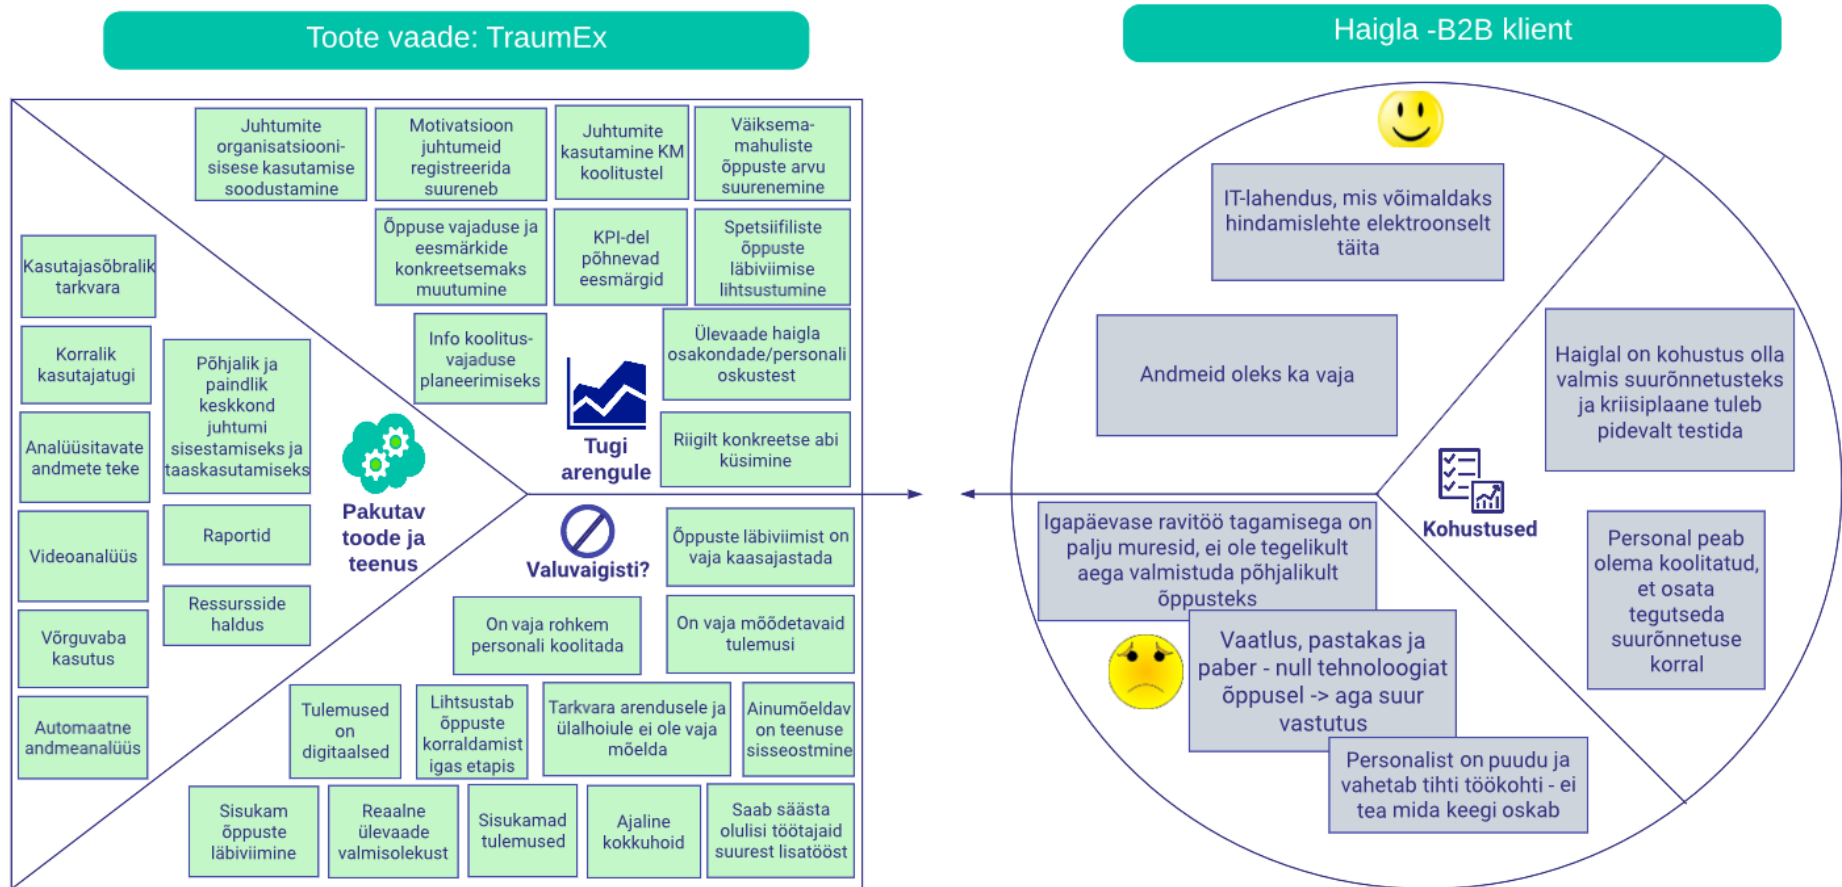 Toote vaade: TraumEx
Haigla -B2B klient
Juhtumite
organisatsiooni-
sisese kasutamise
soodustamine
Motivatsioon
juhtumeid
registreerida
suureneb
Juhtumite
kasutamine KM
koolitustel
Väiksema-
mahuliste
õppuste arvu
suurenemine
Õppuse vajaduse ja
eesmärkide
konkreetsemaks
muutumine
KPI-del
põhnevad
eesmärgid
Spetsiifiliste
õppuste
läbiviimise
lihtsustumine
Info koolitus-
vajaduse
planeerimiseks
Ülevaade haigla
osakondade/personali
oskustest
Tugi
arengule
Riigilt konkreetse abi
küsimine
Kasutajasõbralik
tarkvara
Korralik
kasutajatugi
Analüüsitavate
andmete teke
Videoanalüüs
Võrguvaba
kasutus
Automaatne
andmeanalüüs
Põhjalik ja
paindlik
keskkond
juhtumi
sisestamiseks ja
taaskasutamiseks
Raportid
Ressursside
haldus
Pakutav
toode ja
teenus
Valuvaigisti?
Õppuste läbiviimist on
vaja kaasajastada
On vaja rohkem
personali koolitada
On vaja mõõdetavaid
tulemusi
Tulemused
on
digitaalsed
Lihtsustab
õppuste
korraldamist
igas etapis
Tarkvara arendusele ja
ülalhoiule ei ole vaja
mõelda
Ainumõeldav
on teenuse
sisseostmine
Sisukam
õppuste
läbiviimine
Reaalne
ülevaade
valmisolekust
Sisukamad
tulemused
Ajaline
kokkuhoid
Saab säästa
olulisi töötajaid
suurest lisatööst
IT-lahendus, mis võimaldaks
hindamislehte elektroonselt
täita
Andmeid oleks ka vaja
Haiglal on kohustus olla
valmis suurõnnetusteks
ja kriisiplaane tuleb
pidevalt testida
Kohustused
Personal peab
olema koolitatud,
et osata
tegutseda
suurõnnetuse
korral
Igapäevase ravitöö tagamisega on
palju muresid, ei ole tegelikult
aega valmistuda põhjalikult
õppusteks
Vaatlus, pastakas ja
paber - null tehnoloogiat
õppusel -> aga suur
vastutus
Personalist on puudu ja
vahetab tihti töökohti - ei
tea mida keegi oskab